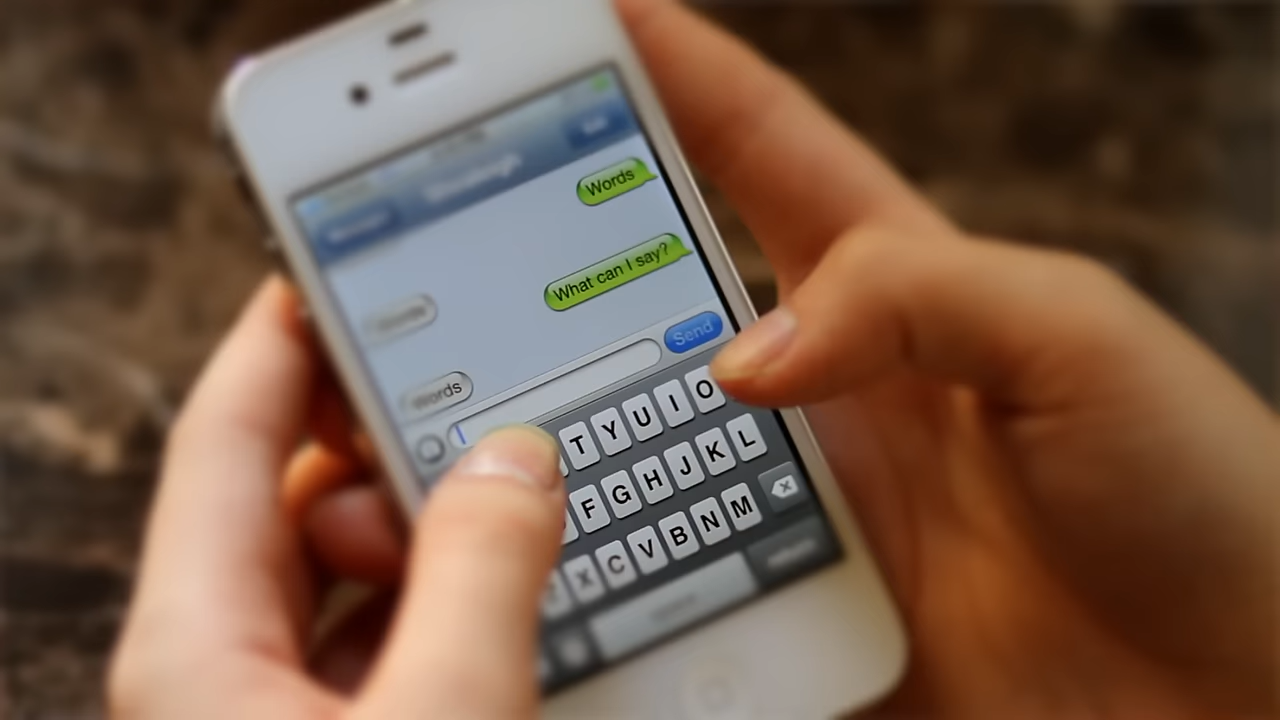 Words
What can I say?
Words
Send
T Y U I O
F G H J K L
X C V B N M